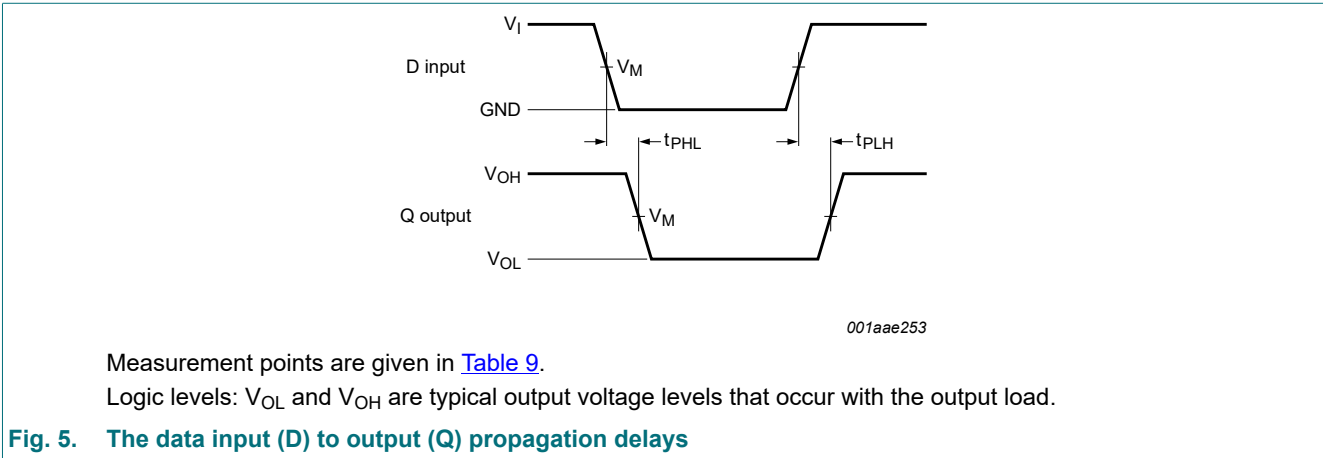 VI
D input
VM
GND
tPHL
tPLH
VOH
Q output
VM
VOL
001aae253
Measurement points are given in Table 9.
Logic levels: VOL and VOH are typical output voltage levels that occur with the output load.
Fig. 5. The data input (D) to output (Q) propagation delays